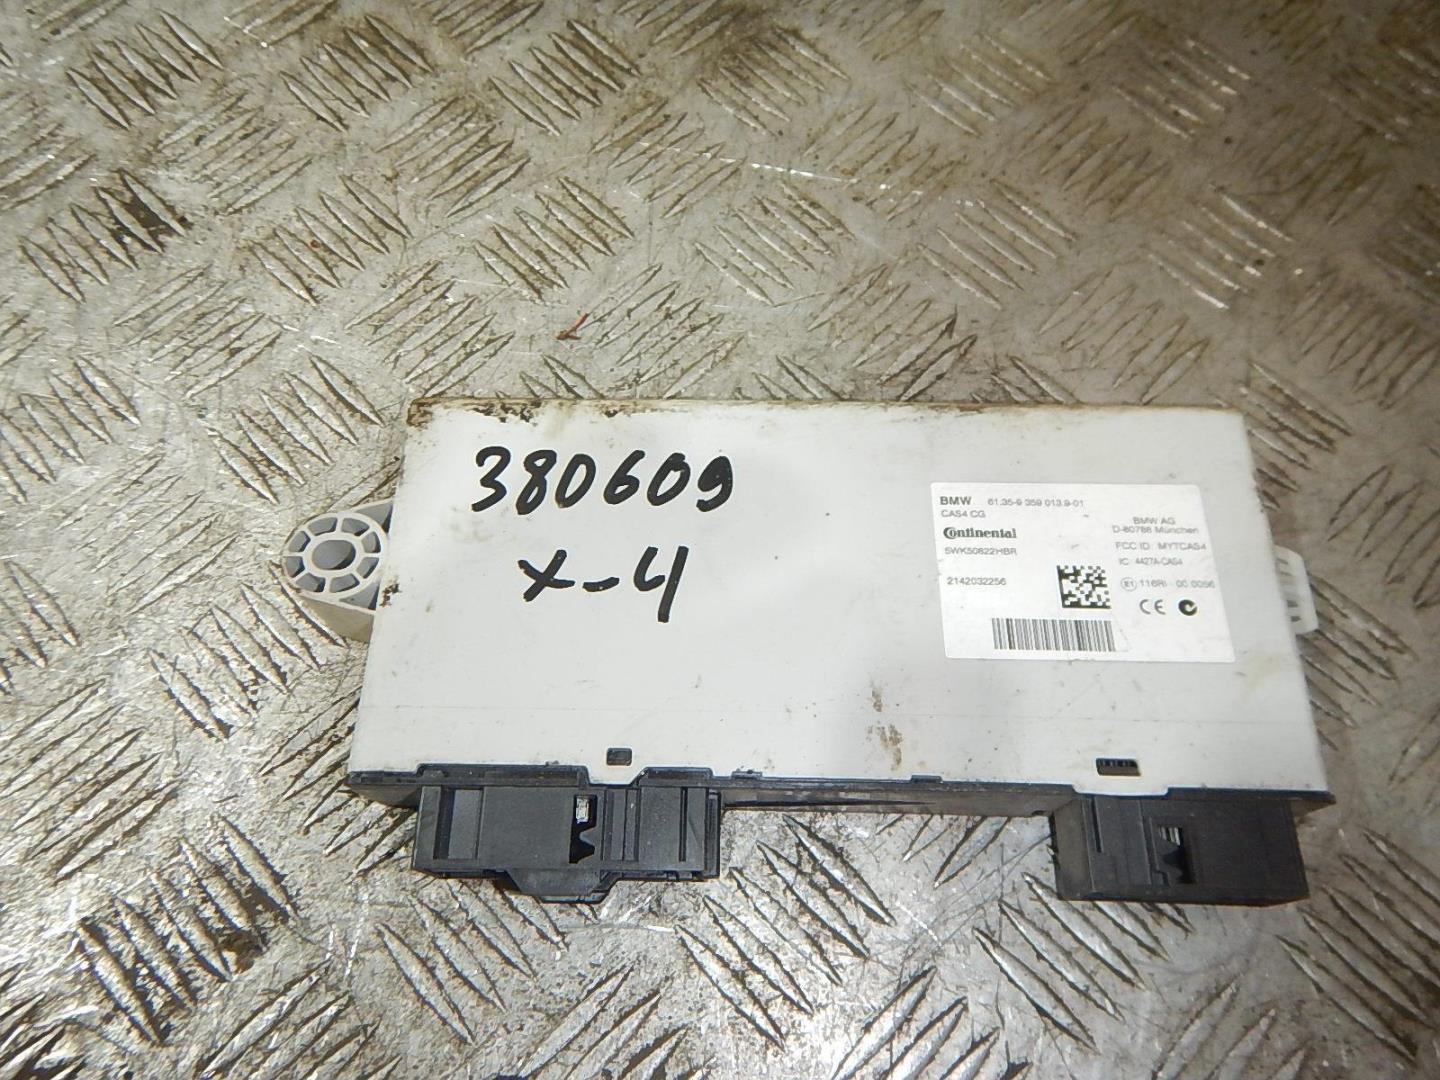 380609
x-4
BMW 61.35-9 359 013.9-01
CAS4 CG
Continental
5WK50822HBR
2142032256
BMW AG
D-80788 München
FCC ID: MYTCAS4
IC: 4427A-CAS4
E1 116RI - 00 0056
CE